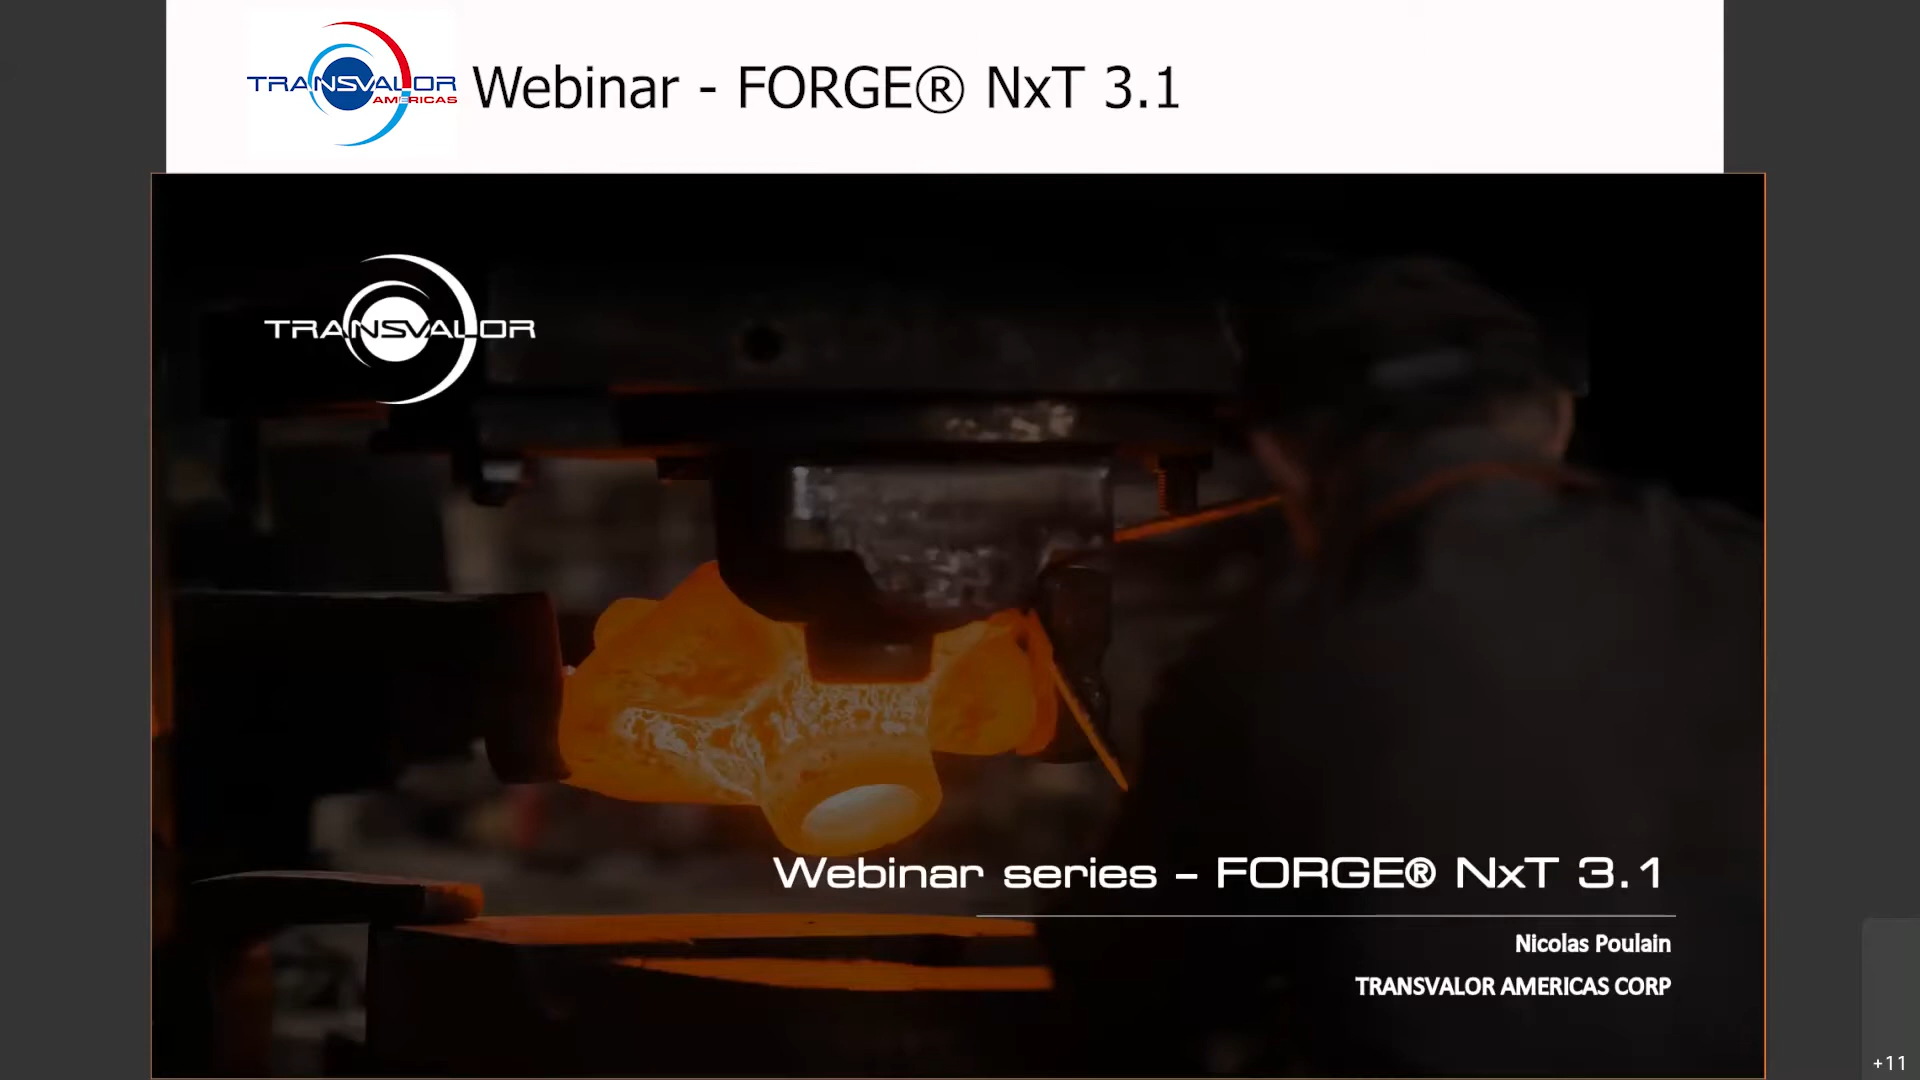 TRANSVALOR
AMERICAS
Webinar - FORGE® NxT 3.1
TRANSVALOR
Webinar series – FORGE® NxT 3.1
Nicolas Poulain
TRANSVALOR AMERICAS CORP
+11